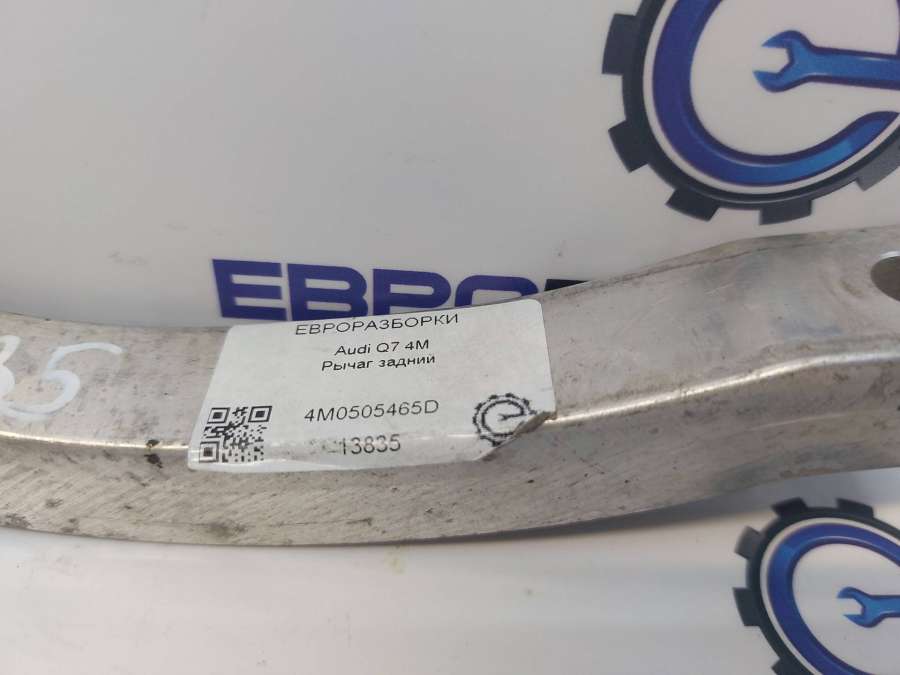 ЕВРО
ЕВРОРАЗБОРКИ
Audi Q7 4M
Рычаг задний
4M0505465D
13835
35